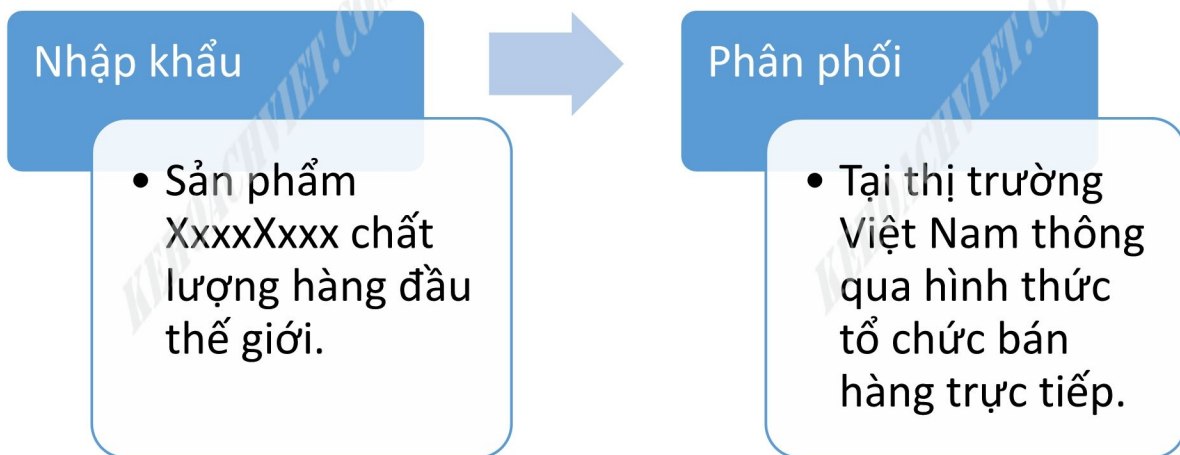 Nhập khẩu
• Sản phẩm
XxxxXxxx chất
lượng hàng đầu
thế giới.
Phân phối
• Tại thị trường
Việt Nam thông
qua hình thức
tổ chức bán
hàng trực tiếp.